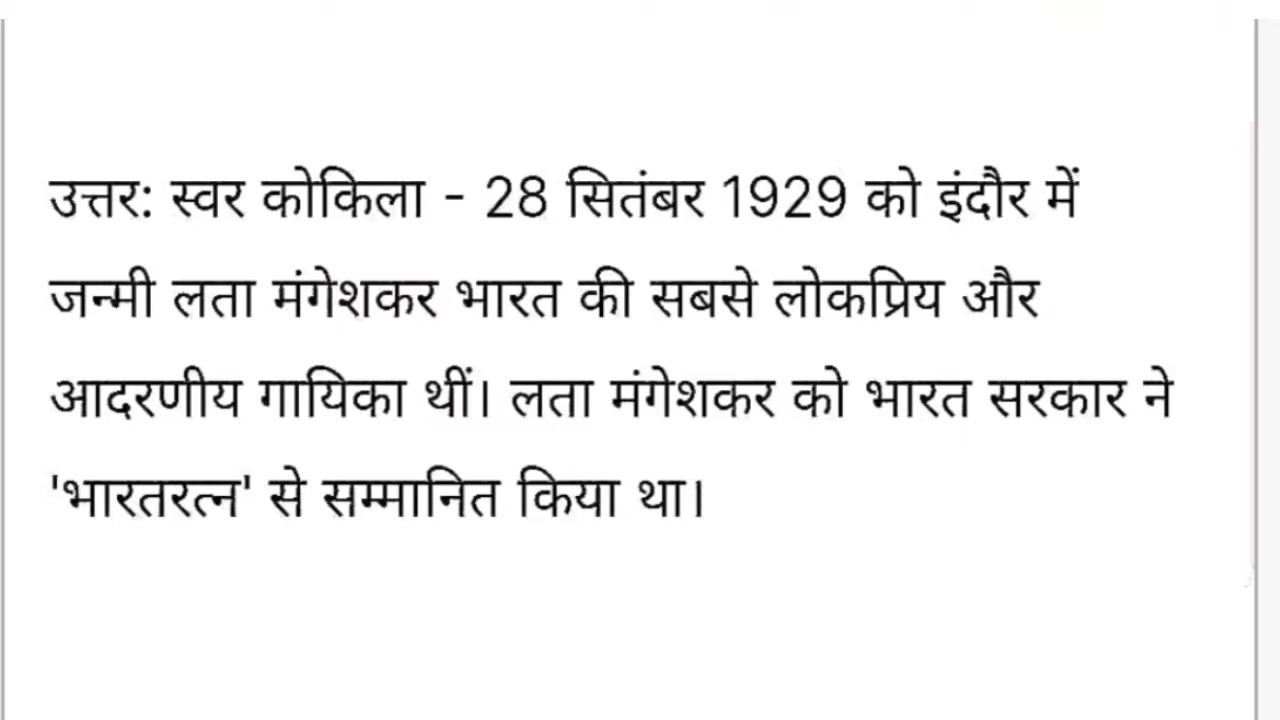 उत्तर: स्वर कोकिला - 28 सितंबर 1929 को इंदौर में
जन्मी लता मंगेशकर भारत की सबसे लोकप्रिय और
आदरणीय गायिका थीं। लता मंगेशकर को भारत सरकार ने
'भारतरत्न' से सम्मानित किया था।